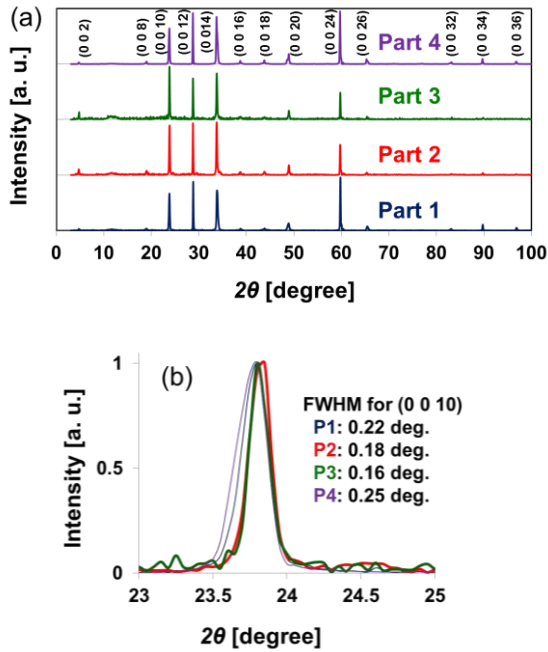 (a)
Intensity [a. u.]
(0 0 2)
(0 0 8)
(0 0 10)
(0 0 12)
(0 014)
(0 0 16)
(0 0 18)
(0 0 20)
(0 0 24)
(0 0 26)
(0 0 32)
(0 0 34)
(0 0 36)
Part 4
Part 3
Part 2
Part 1
0 10 20 30 40 50 60 70 80 90 100
2θ [degree]
(b)
Intensity [a. u.]
1
0.5
0
FWHM for (0 0 10)
P1: 0.22 deg.
P2: 0.18 deg.
P3: 0.16 deg.
P4: 0.25 deg.
23 23.5 24 24.5 25
2θ [degree]